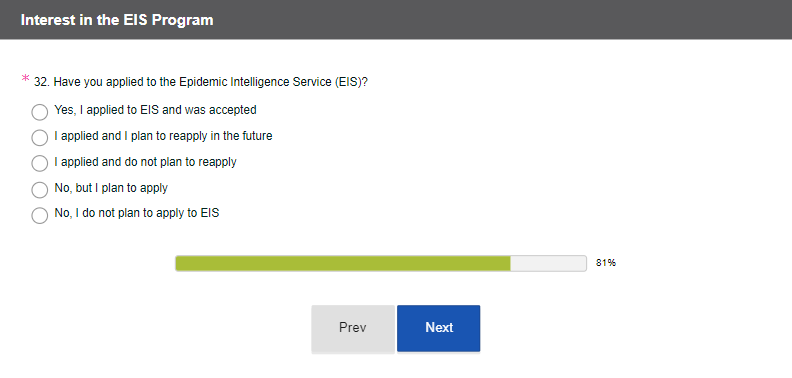 Interest in the EIS Program
* 32. Have you applied to the Epidemic Intelligence Service (EIS)?
Yes, I applied to EIS and was accepted
I applied and I plan to reapply in the future
I applied and do not plan to reapply
No, but I plan to apply
No, I do not plan to apply to EIS
81%
Prev
Next